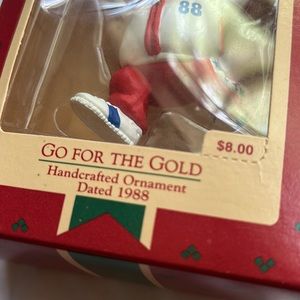 88
$8.00
GO FOR THE GOLD
Handcrafted Ornament
Dated 1988